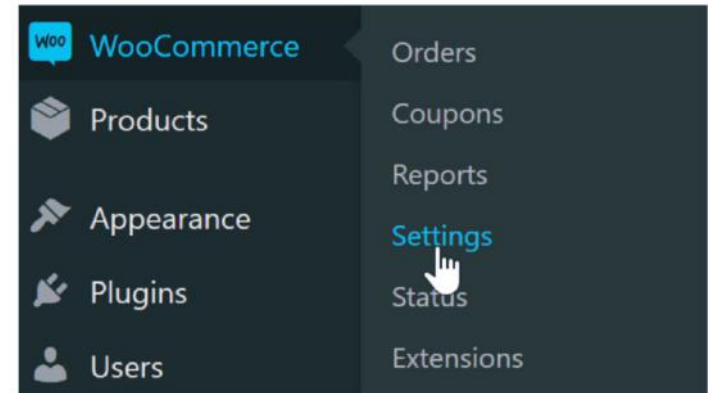 Woo WooCommerce
Products
Appearance
Plugins
Users
Orders
Coupons
Reports
Settings
Status
Extensions